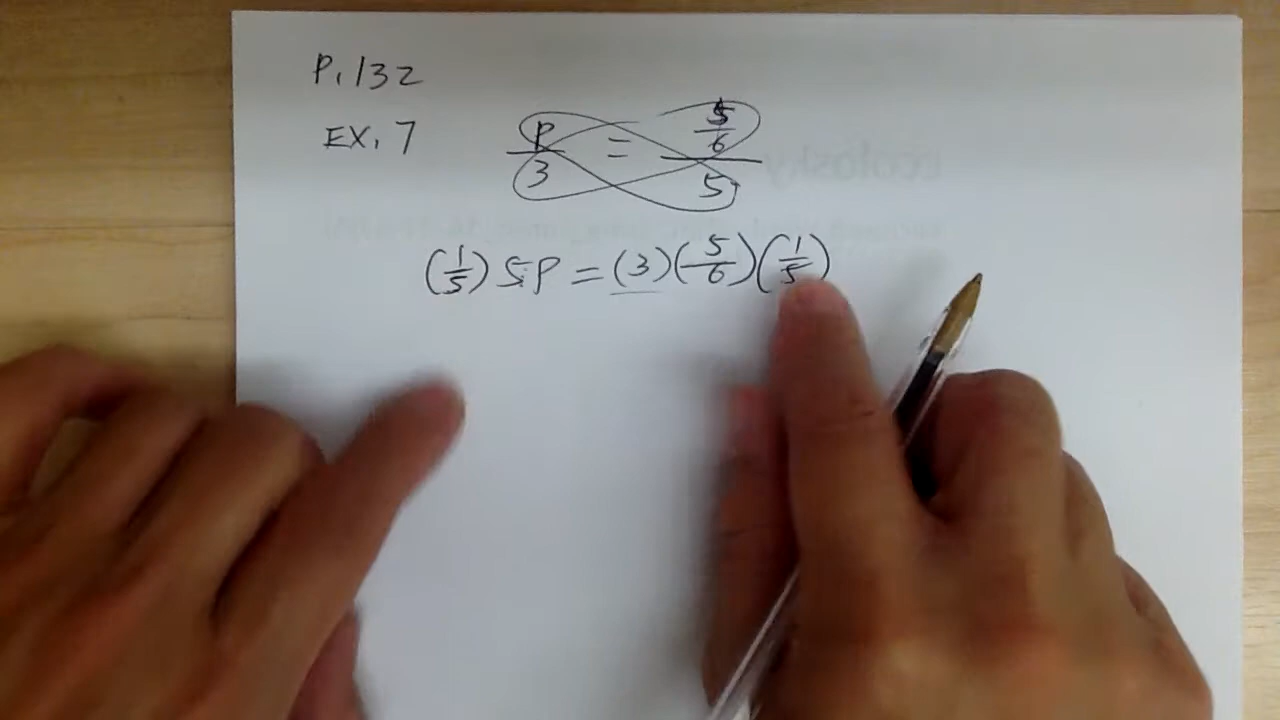 P. 132
EX. 7
p/3 = (5/6)/5
(1/5) 5p = (3)(5/6)(1/5)